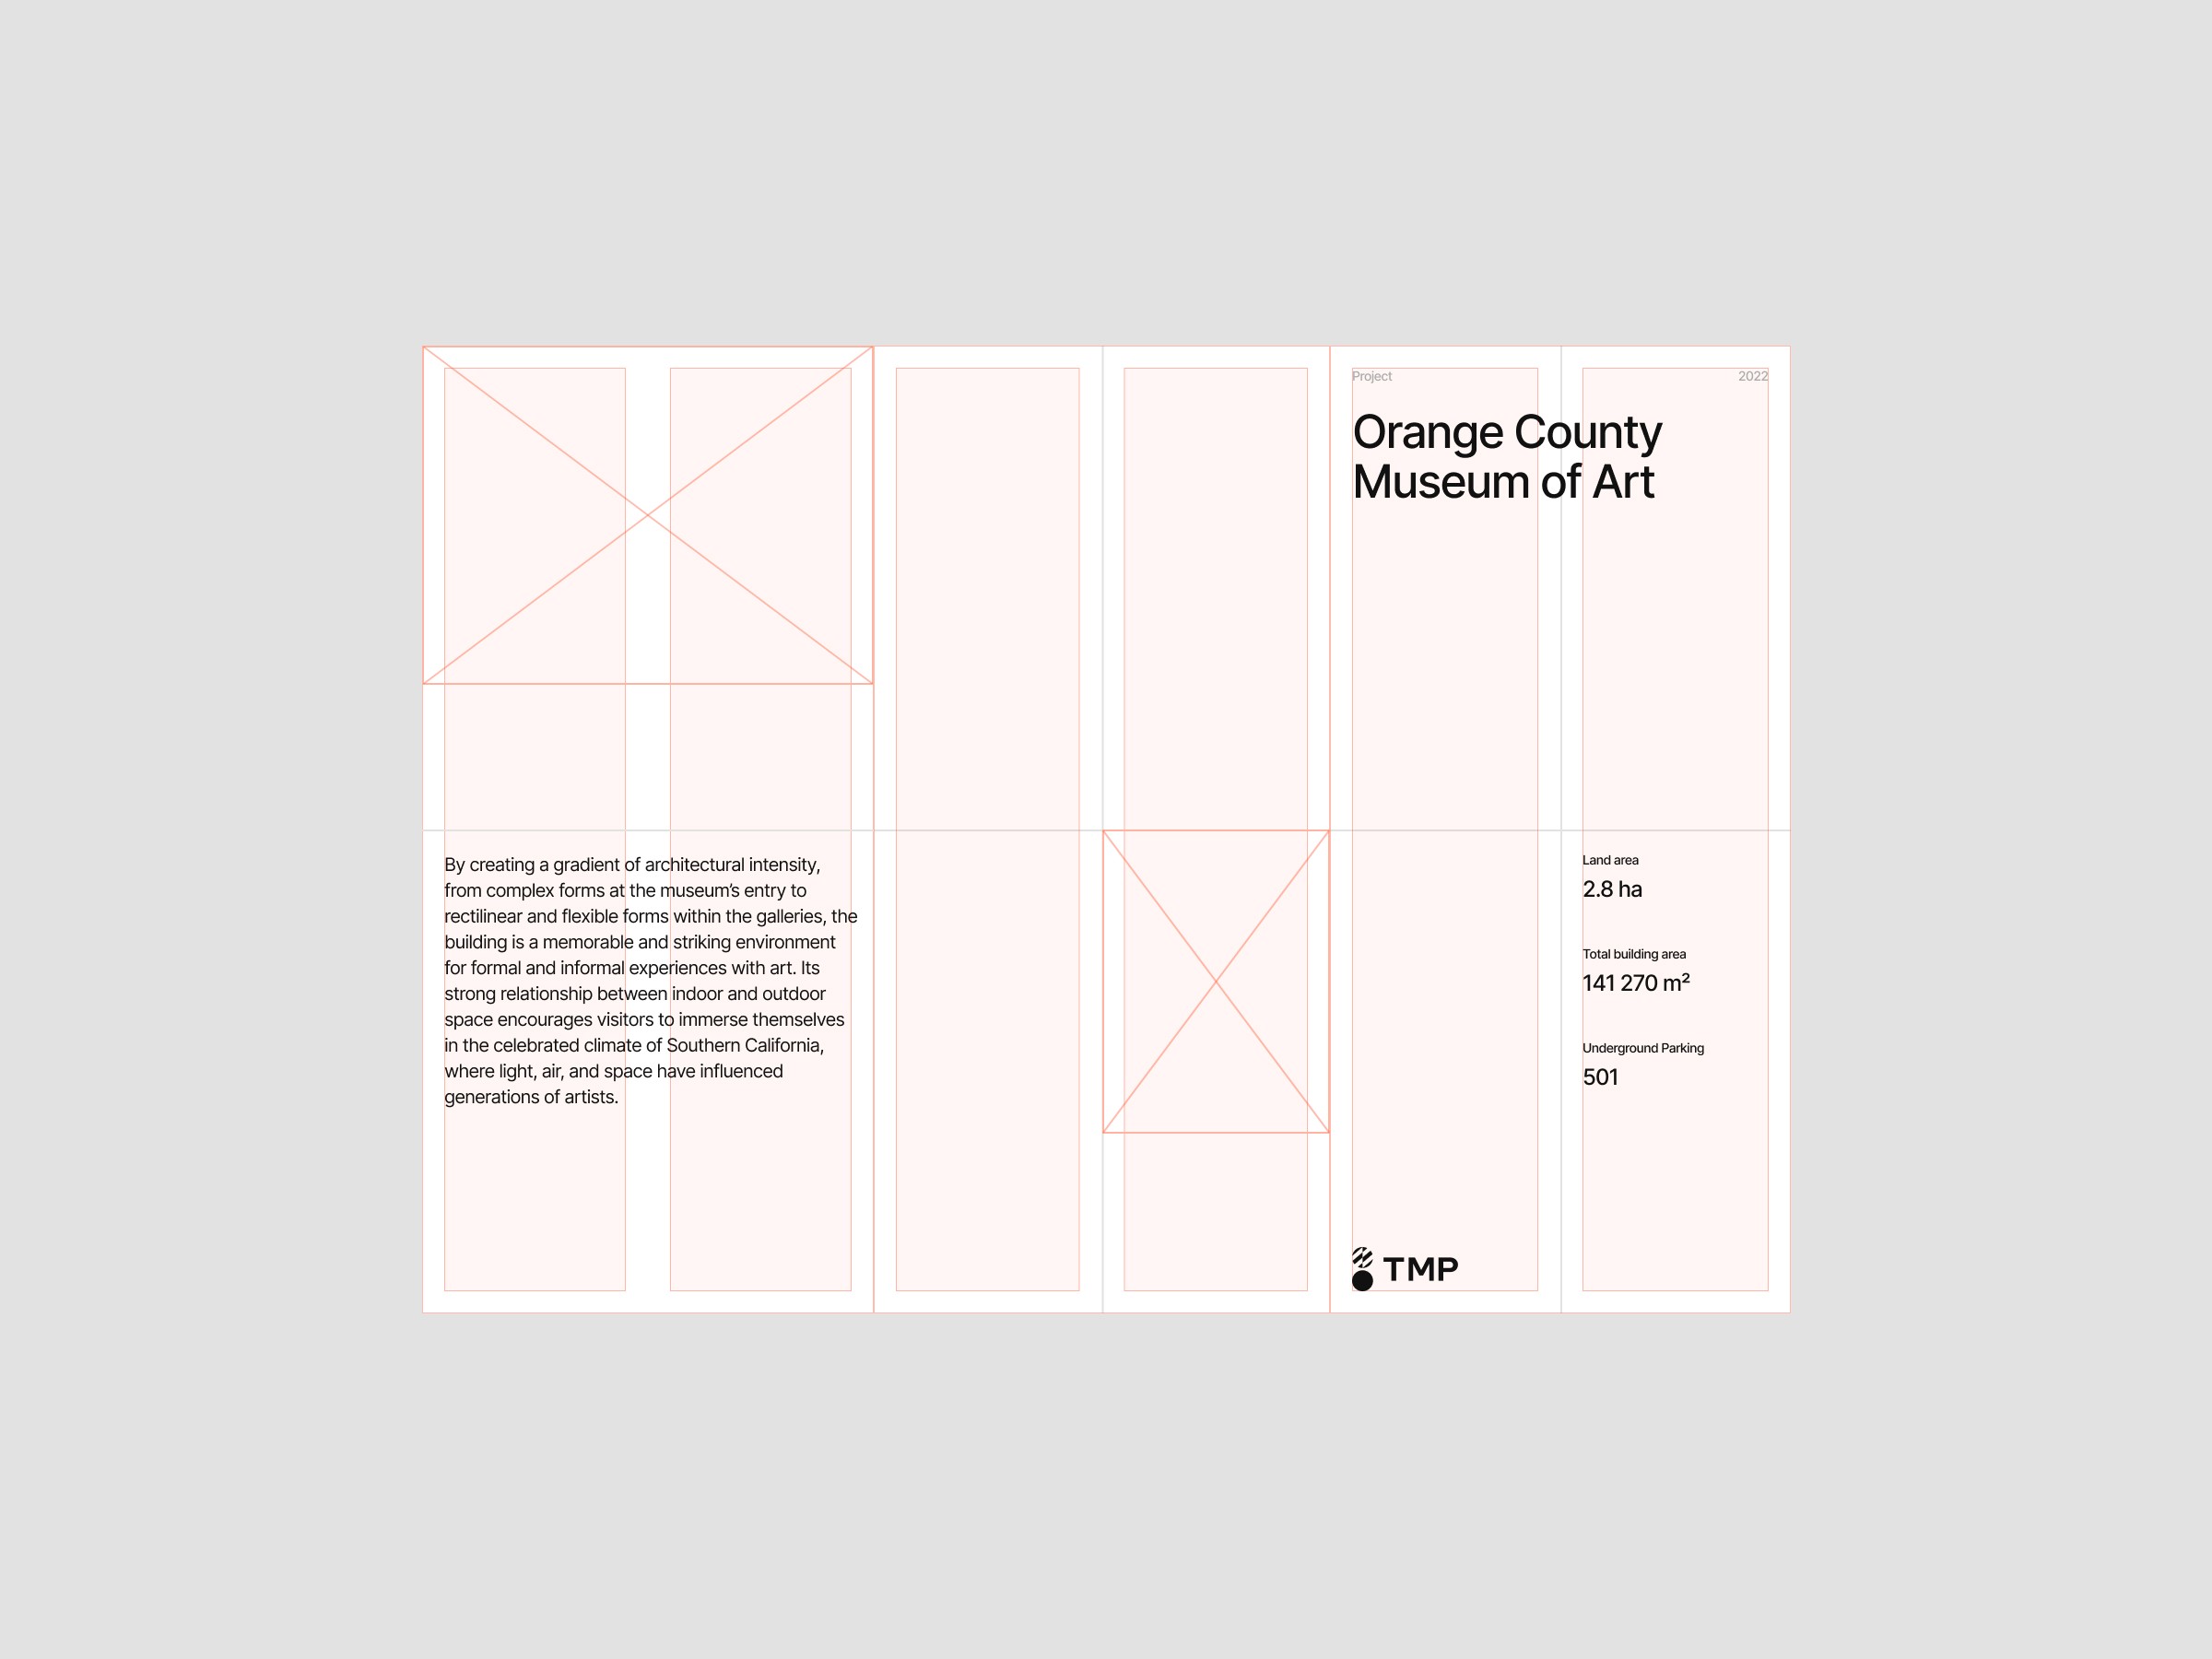 Project
2022
Orange County
Museum of Art
By creating a gradient of architectural intensity,
from complex forms at the museum’s entry to
rectilinear and flexible forms within the galleries, the
building is a memorable and striking environment
for formal and informal experiences with art. Its
strong relationship between indoor and outdoor
space encourages visitors to immerse themselves
in the celebrated climate of Southern California,
where light, air, and space have influenced
generations of artists.
Land area
2.8 ha
Total building area
141 270 m²
Underground Parking
501
TMP